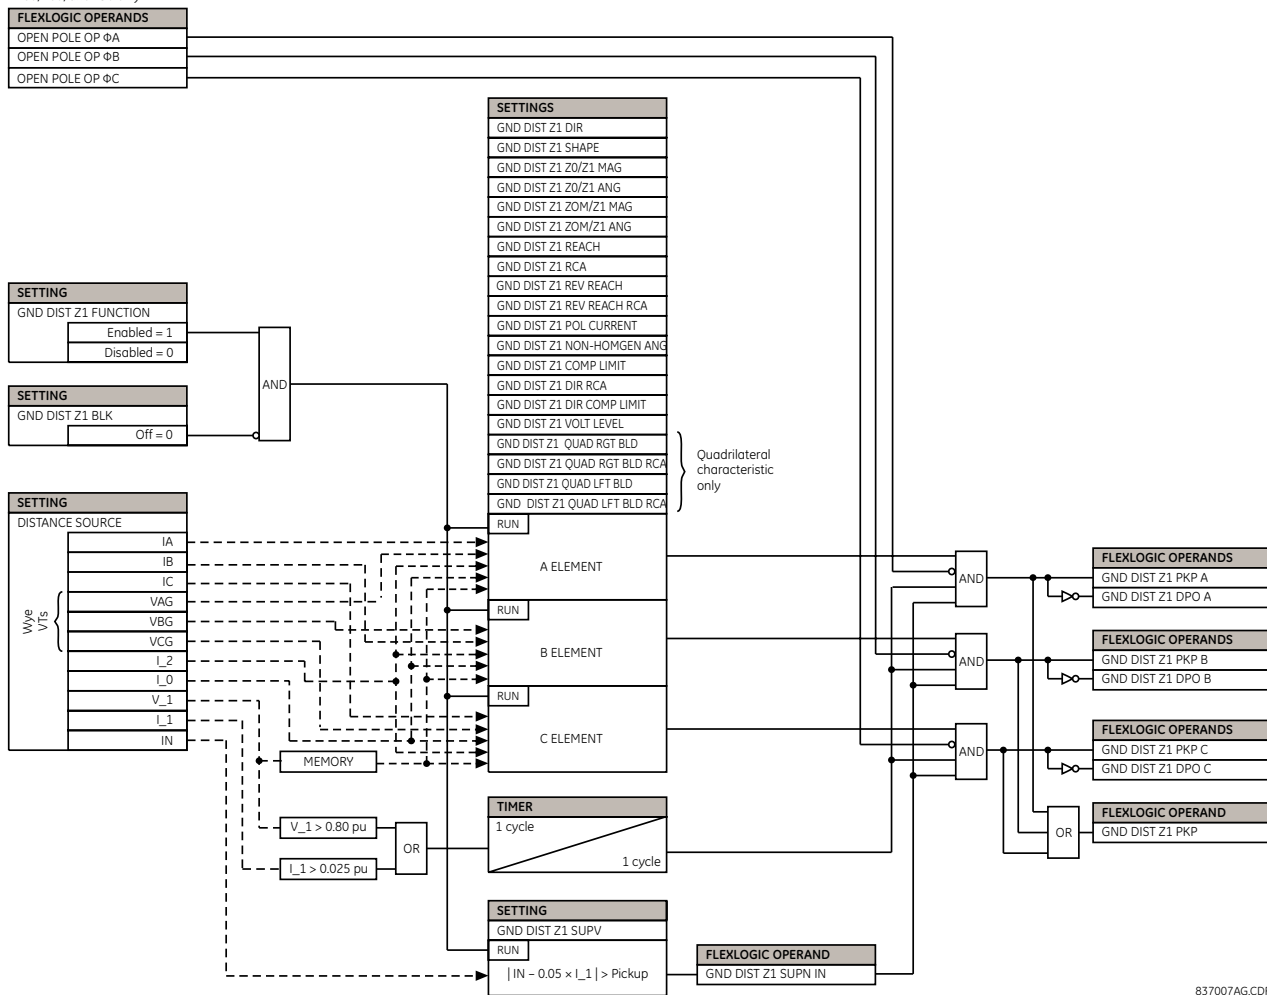 FLEXLOGIC OPERANDS
OPEN POLE OP ΦA
OPEN POLE OP ΦB
OPEN POLE OP ΦC
SETTINGS
GND DIST Z1 DIR
GND DIST Z1 SHAPE
GND DIST Z1 Z0/Z1 MAG
GND DIST Z1 Z0/Z1 ANG
GND DIST Z1 ZOM/Z1 MAG
GND DIST Z1 ZOM/Z1 ANG
GND DIST Z1 REACH
GND DIST Z1 RCA
GND DIST Z1 REV REACH
GND DIST Z1 REV REACH RCA
GND DIST Z1 POL CURRENT
GND DIST Z1 NON-HOMGEN ANG
GND DIST Z1 COMP LIMIT
GND DIST Z1 DIR RCA
GND DIST Z1 DIR COMP LIMIT
GND DIST Z1 VOLT LEVEL
GND DIST Z1 QUAD RGT BLD
GND DIST Z1 QUAD RGT BLD RCA
GND DIST Z1 QUAD LFT BLD
GND DIST Z1 QUAD LFT BLD RCA
Quadrilateral
characteristic
only
SETTING
GND DIST Z1 FUNCTION
Enabled = 1
Disabled = 0
AND
SETTING
GND DIST Z1 BLK
Off = 0
SETTING
DISTANCE SOURCE
IA
IB
IC
VAG
VBG
VCG
I_2
I_0
V_1
I_1
IN
Wye
VTs
RUN
A ELEMENT
RUN
B ELEMENT
RUN
C ELEMENT
MEMORY
V_1 > 0.80 pu
I_1 > 0.025 pu
OR
TIMER
1 cycle
1 cycle
SETTING
GND DIST Z1 SUPV
RUN
| IN – 0.05 × I_1 | > Pickup
FLEXLOGIC OPERAND
GND DIST Z1 SUPN IN
AND
AND
AND
OR
FLEXLOGIC OPERANDS
GND DIST Z1 PKP A
GND DIST Z1 DPO A
FLEXLOGIC OPERANDS
GND DIST Z1 PKP B
GND DIST Z1 DPO B
FLEXLOGIC OPERANDS
GND DIST Z1 PKP C
GND DIST Z1 DPO C
FLEXLOGIC OPERAND
GND DIST Z1 PKP
837007AG.CDR